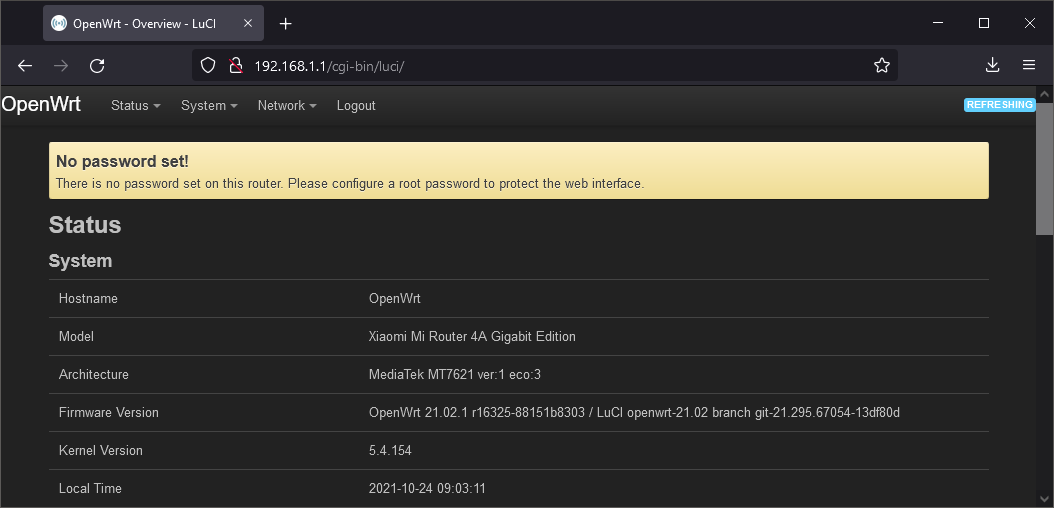 OpenWrt - Overview - LuCI
192.168.1.1/cgi-bin/luci/
OpenWrt Status System Network Logout REFRESHING
No password set!
There is no password set on this router. Please configure a root password to protect the web interface.
Status
System
Hostname OpenWrt
Model Xiaomi Mi Router 4A Gigabit Edition
Architecture MediaTek MT7621 ver:1 eco:3
Firmware Version OpenWrt 21.02.1 r16325-88151b8303 / LuCI openwrt-21.02 branch git-21.295.67054-13df80d
Kernel Version 5.4.154
Local Time 2021-10-24 09:03:11